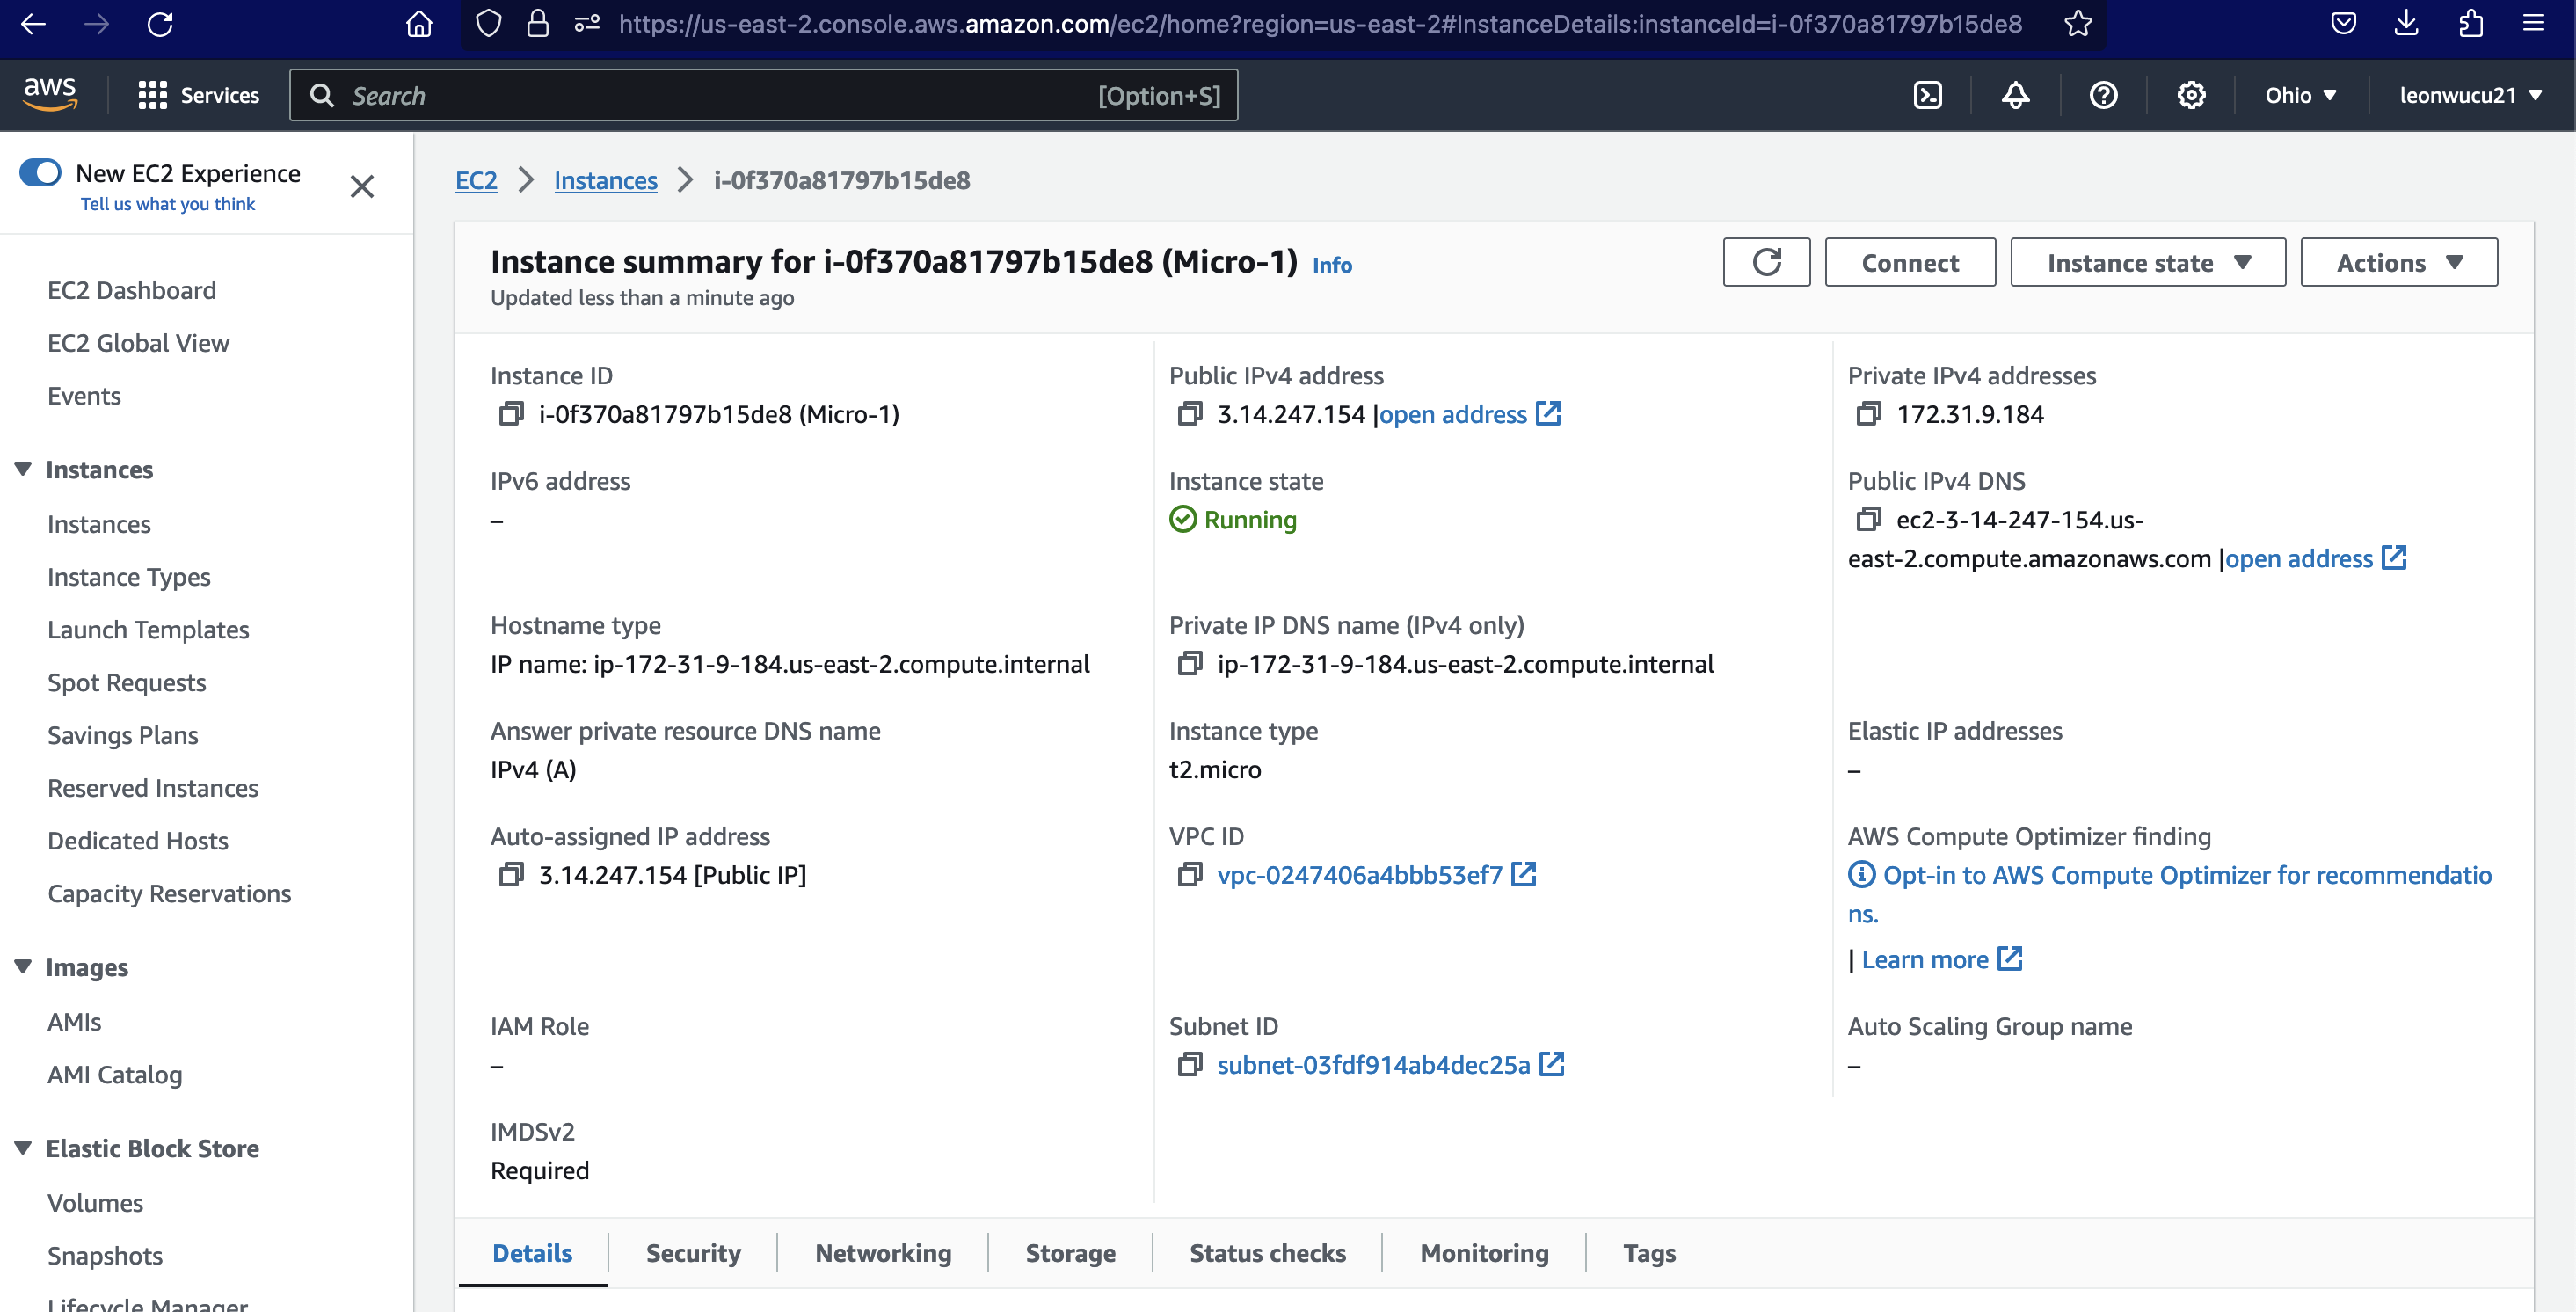 https://us-east-2.console.aws.amazon.com/ec2/home?region=us-east-2#InstanceDetails:instanceId=i-0f370a81797b15de8
aws
Services
Search
[Option+S]
Ohio
leonwucu21
New EC2 Experience
Tell us what you think
EC2 Dashboard
EC2 Global View
Events
Instances
Instances
Instance Types
Launch Templates
Spot Requests
Savings Plans
Reserved Instances
Dedicated Hosts
Capacity Reservations
Images
AMIs
AMI Catalog
Elastic Block Store
Volumes
Snapshots
Lifecycle Manager
EC2
Instances
i-0f370a81797b15de8
Instance summary for i-0f370a81797b15de8 (Micro-1) Info
Updated less than a minute ago
Connect
Instance state
Actions
Instance ID
i-0f370a81797b15de8 (Micro-1)
Public IPv4 address
3.14.247.154 |open address
Private IPv4 addresses
172.31.9.184
IPv6 address
–
Instance state
Running
Public IPv4 DNS
ec2-3-14-247-154.us-
east-2.compute.amazonaws.com |open address
Hostname type
IP name: ip-172-31-9-184.us-east-2.compute.internal
Private IP DNS name (IPv4 only)
ip-172-31-9-184.us-east-2.compute.internal
Answer private resource DNS name
IPv4 (A)
Instance type
t2.micro
Elastic IP addresses
–
Auto-assigned IP address
3.14.247.154 [Public IP]
VPC ID
vpc-0247406a4bbb53ef7
AWS Compute Optimizer finding
Opt-in to AWS Compute Optimizer for recommendatio
ns.
| Learn more
IAM Role
–
Subnet ID
subnet-03fdf914ab4dec25a
Auto Scaling Group name
–
IMDSv2
Required
Details
Security
Networking
Storage
Status checks
Monitoring
Tags